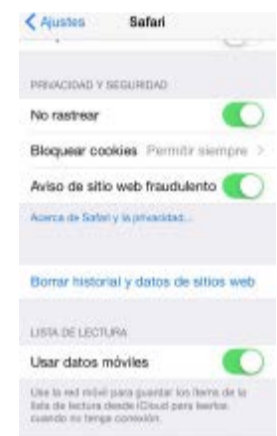 Ajustes Safari
PRIVACIDAD Y SEGURIDAD
No rastrear
Bloquear cookies Permitir siempre
Aviso de sitio web fraudulento
Acerca de Safari y la privacidad...
Borrar historial y datos de sitios web
LISTA DE LECTURA
Usar datos móviles
Use la red móvil para guardar los ítems de la
lista de lectura desde iCloud para leerlos
cuando no tenga conexión.